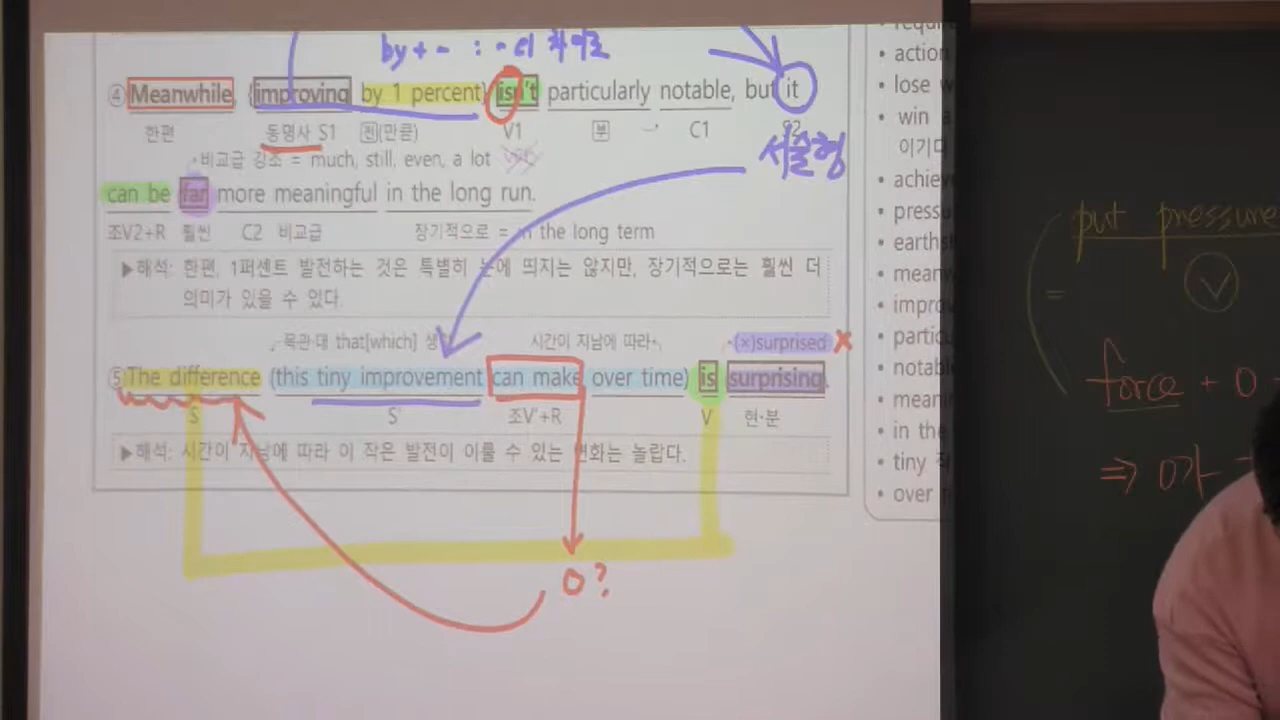 by + ~ : ~의 차이로
④ Meanwhile, (improving by 1 percent) isn't particularly notable, but it
한편 동명사 S1 전(만큼) V1 부 C1 S2
비교급 강조 = much, still, even, a lot
서술형
can be far more meaningful in the long run.
조V2+R 훨씬 C2 비교급 장기적으로 = in the long term
▶해석: 한편, 1퍼센트 발전하는 것은 특별히 눈에 띄지는 않지만, 장기적으로는 훨씬 더
의미가 있을 수 있다.
목관·대 that[which] 생략 시간이 지남에 따라 (×)surprised ×
⑤ The difference (this tiny improvement can make over time) is surprising.
S S' 조V'+R V 현·분
▶해석: 시간이 지남에 따라 이 작은 발전이 이룰 수 있는 변화는 놀랍다.
O?
• action
• lose w
• win a
이기다
• achiev
• pressu
• earths
• meanw
• improv
• partic
• notabl
• meani
• in the
• tiny
• over
put pressure
= V
force + O
⇒ O가